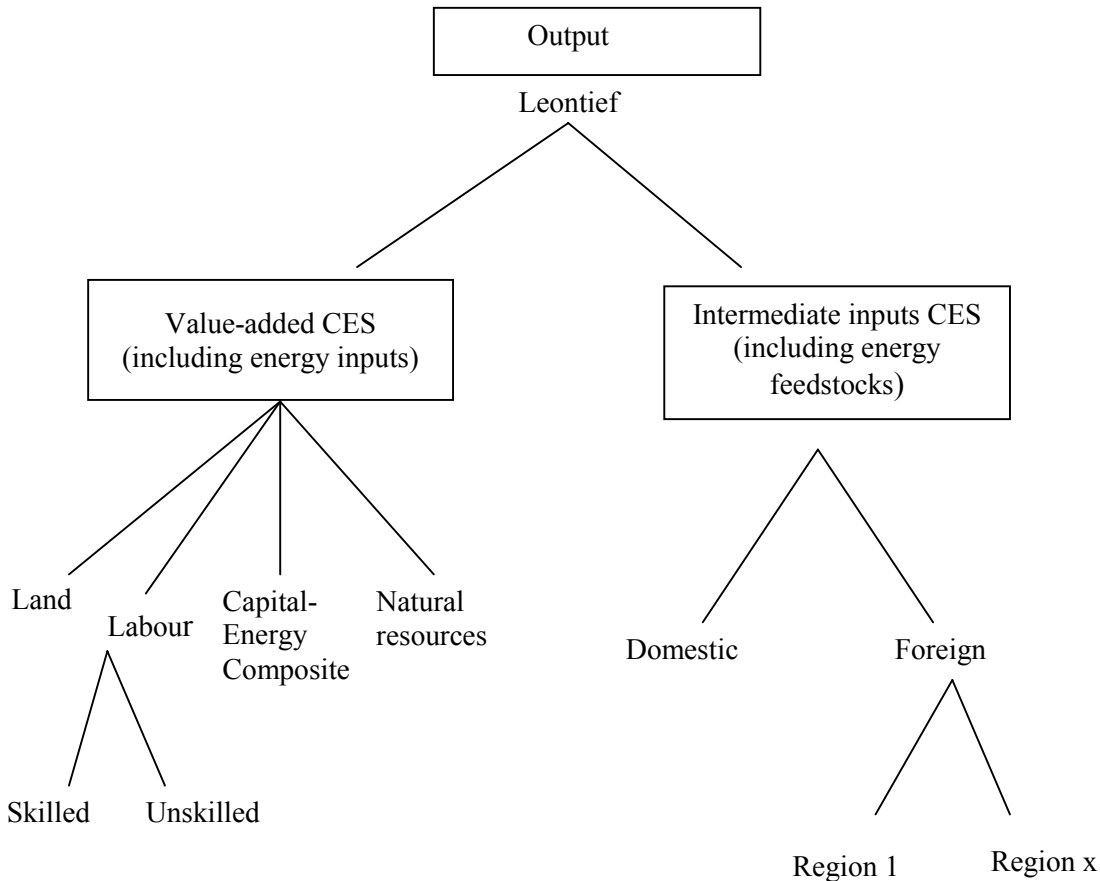 Output
Leontief
Value-added CES
(including energy inputs)
Intermediate inputs CES
(including energy
feedstocks)
Land
Labour
Capital-
Energy
Composite
Natural
resources
Domestic
Foreign
Skilled
Unskilled
Region 1
Region x